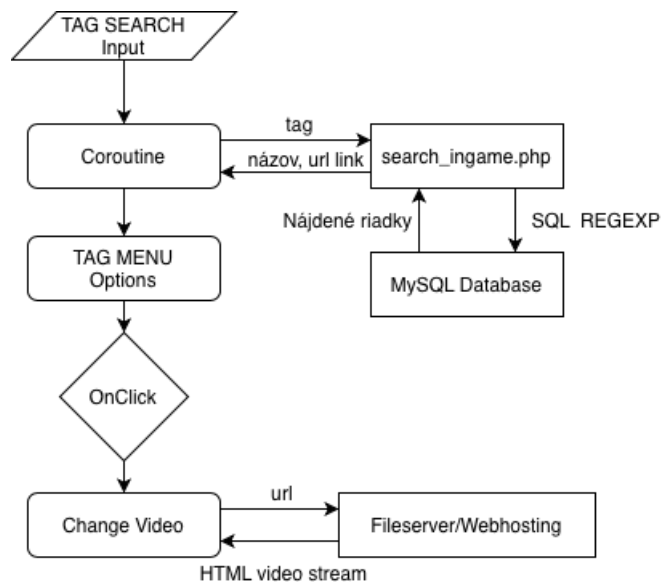 TAG SEARCH
Input
tag
Coroutine
search_ingame.php
názov, url link
Nájdené riadky
SQL REGEXP
TAG MENU
Options
MySQL Database
OnClick
url
Change Video
Fileserver/Webhosting
HTML video stream